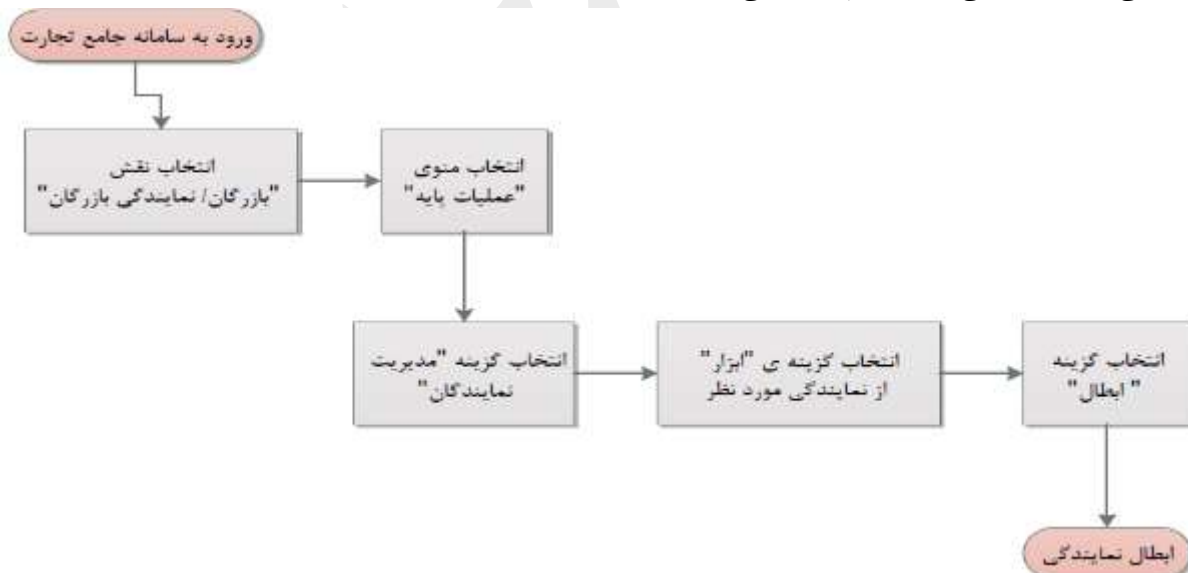 ورود به سامانه جامع تجارت
انتخاب نقش
"بازرگان/ نمایندگی بازرگان"
انتخاب منوی
"عملیات پایه"
انتخاب گزینه "مدیریت
نمایندگان"
انتخاب گزینه ی "ابزار"
از نمایندگی مورد نظر
انتخاب گزینه
" ابطال"
ابطال نمایندگی